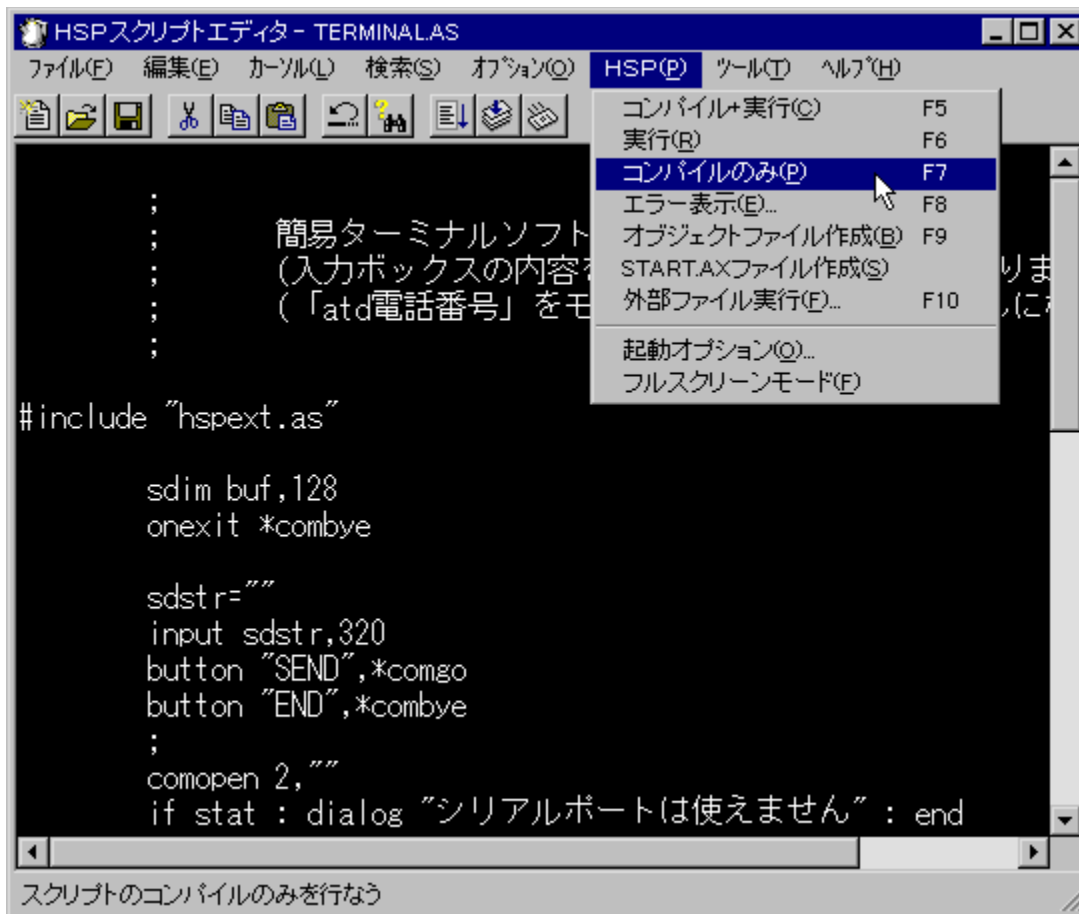 HSPスクリプトエディタ - TERMINAL.AS
ファイル(F) 編集(E) カーソル(L) 検索(S) オプション(O) HSP(P) ツール(T) ヘルプ(H)
コンパイル+実行(C) F5
実行(R) F6
コンパイルのみ(P) F7
エラー表示(E)... F8
オブジェクトファイル作成(B) F9
START.AXファイル作成(S)
外部ファイル実行(F)... F10
起動オプション(O)...
フルスクリーンモード(F)
;
; 簡易ターミナルソフト
; (入力ボックスの内容 りま
; (「atd電話番号」をモ
;
#include "hspext.as"
sdim buf,128
onexit *combye
sdstr=""
input sdstr,320
button "SEND",*comgo
button "END",*combye
;
comopen 2,""
if stat : dialog "シリアルポートは使えません" : end
スクリプトのコンパイルのみを行なう